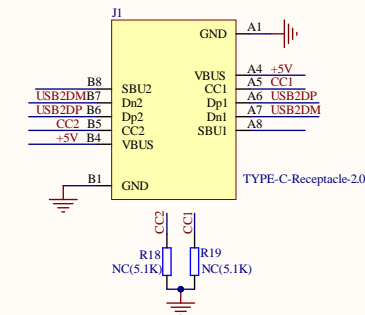 J1
GND A1
VBUS A4 +5V
B8 SBU2 CC1 A5 CC1
USB2DM B7 Dn2 Dp1 A6 USB2DP
USB2DP B6 Dp2 Dn1 A7 USB2DM
CC2 B5 CC2 SBU1 A8
+5V B4 VBUS
B1 GND
TYPE-C-Receptacle-2.0
CC2 CC1
R18 R19
NC(5.1K) NC(5.1K)